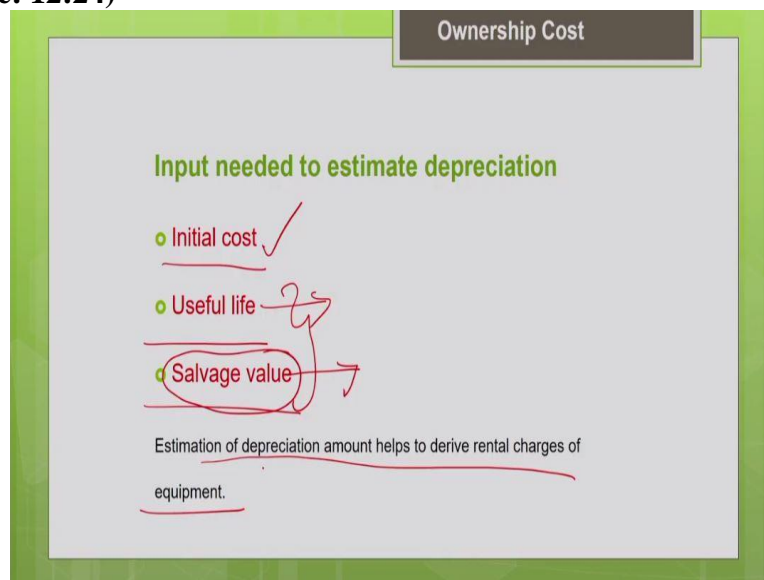 c. 12:24)
Ownership Cost
Input needed to estimate depreciation
Initial cost
Useful life
Salvage value
Estimation of depreciation amount helps to derive rental charges of
equipment.